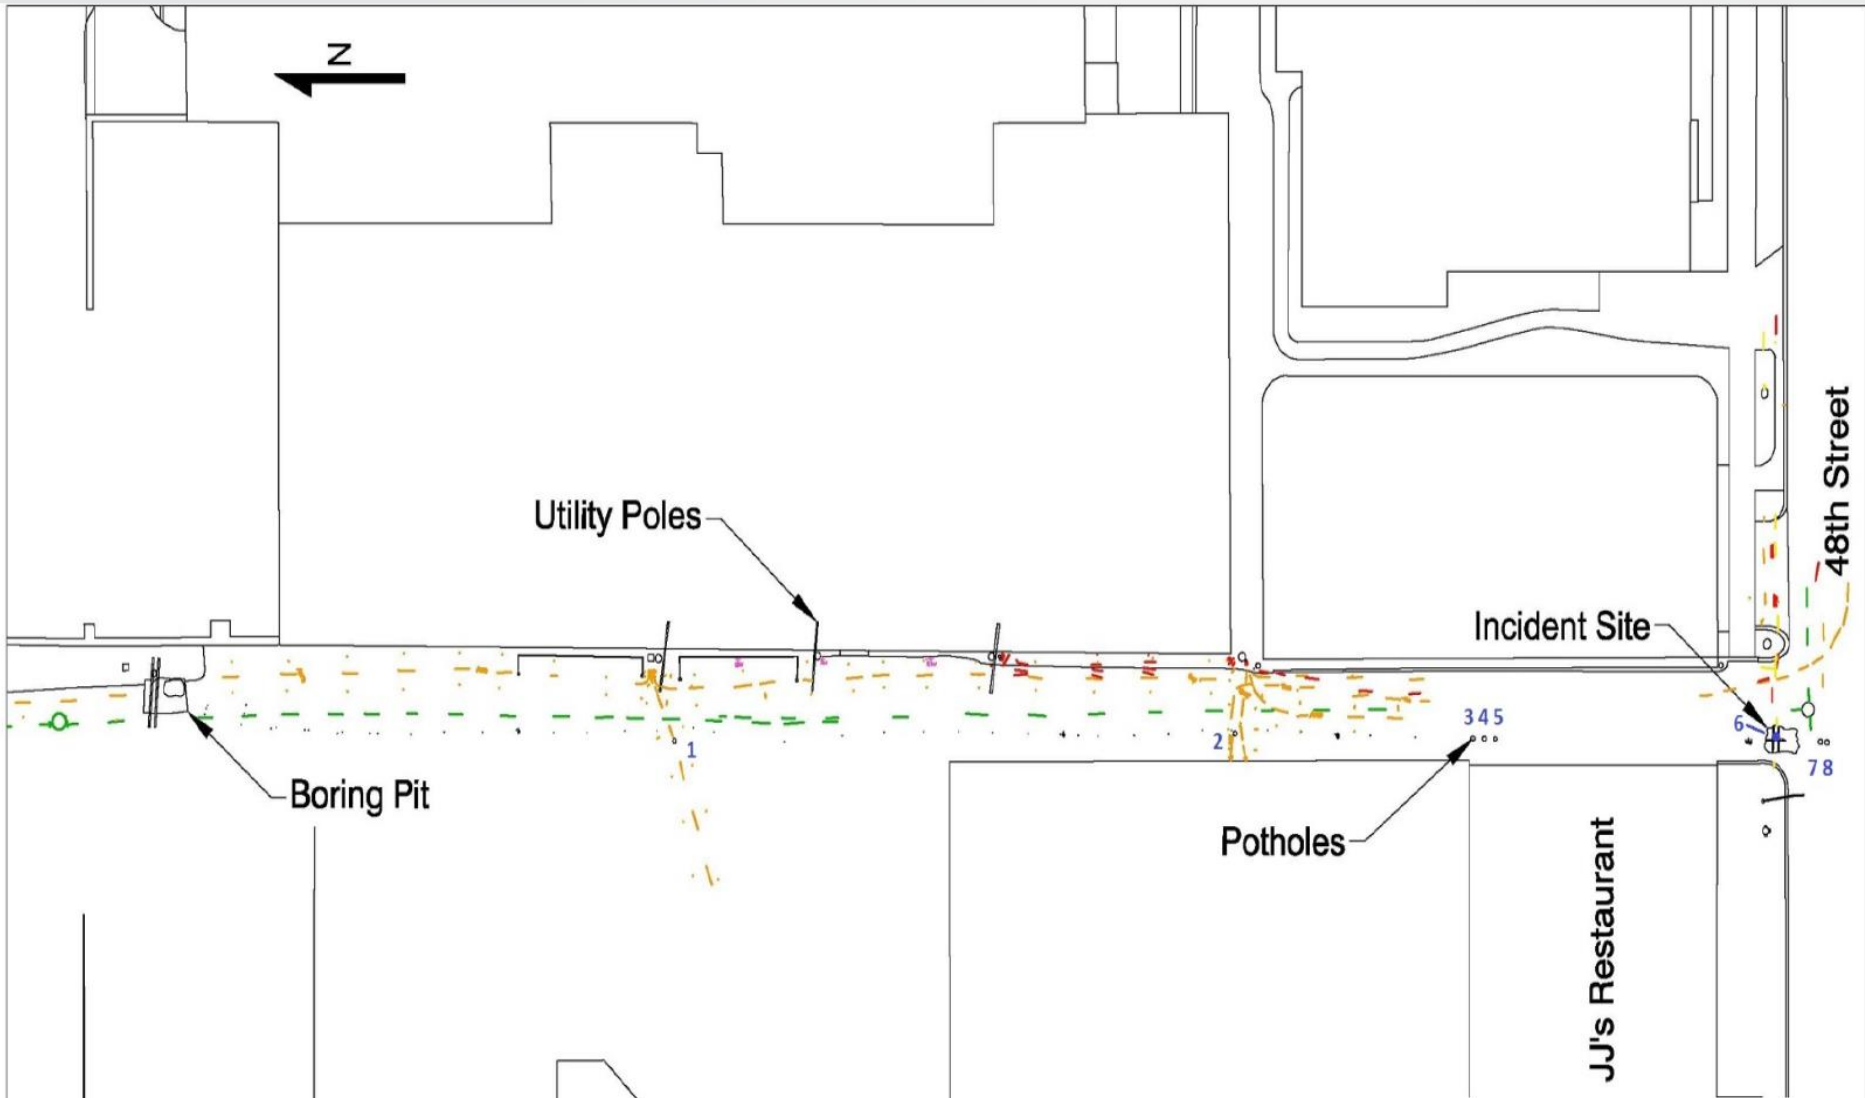 N
Utility Poles
48th Street
Incident Site
3 4 5
6
1
2
7 8
Boring Pit
Potholes
JJ's Restaurant